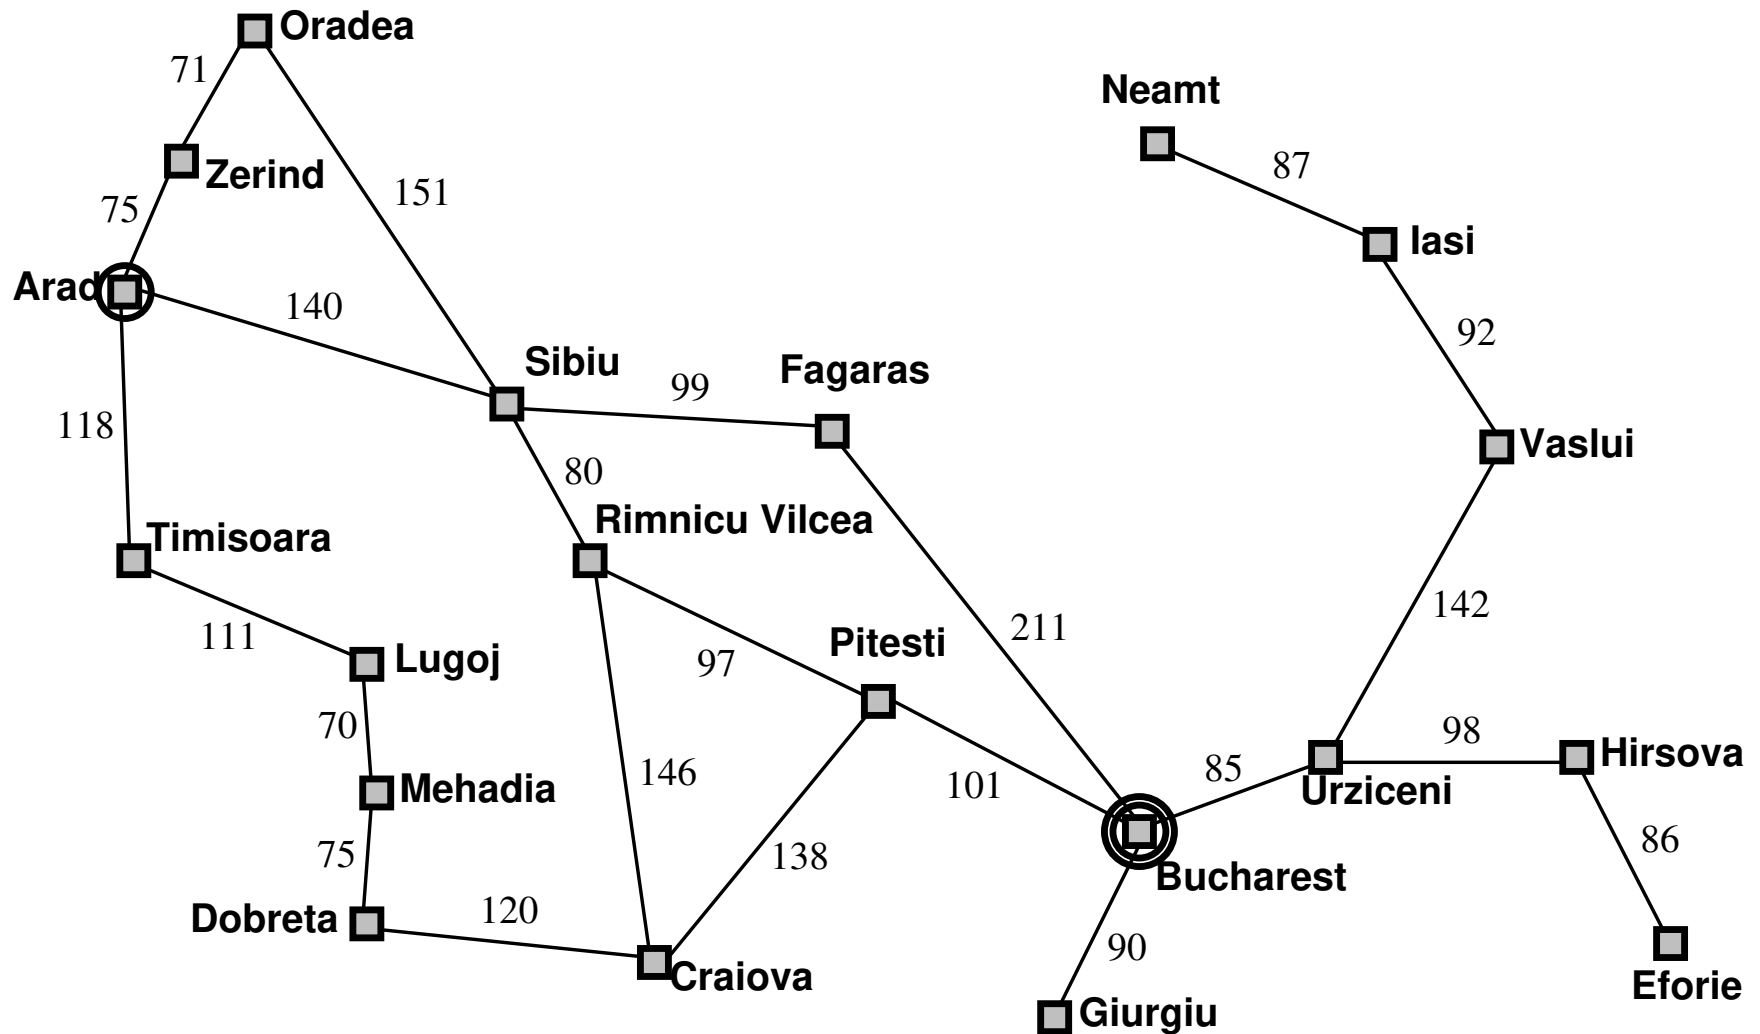 Oradea
71
Neamt
87
Zerind
151
75
Iasi
Arad
140
92
Sibiu
99
Fagaras
118
Vaslui
80
Rimnicu Vilcea
Timisoara
142
211
111
Lugoj
97
Pitesti
70
98
Hirsova
146
101
85
Mehadia
Urziceni
75
138
86
Bucharest
Dobreta
120
90
Craiova
Eforie
Giurgiu